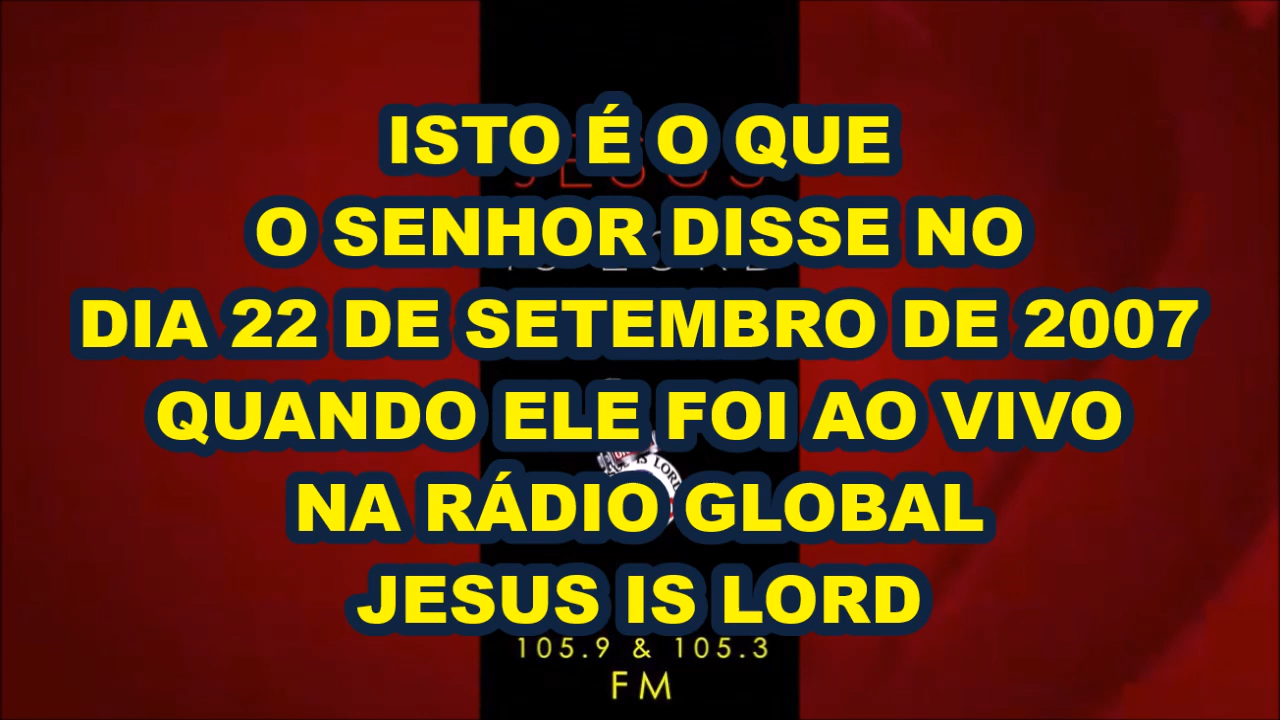 ISTO É O QUE
O SENHOR DISSE NO
DIA 22 DE SETEMBRO DE 2007
QUANDO ELE FOI AO VIVO
NA RÁDIO GLOBAL
JESUS IS LORD
105.9 & 105.3
FM